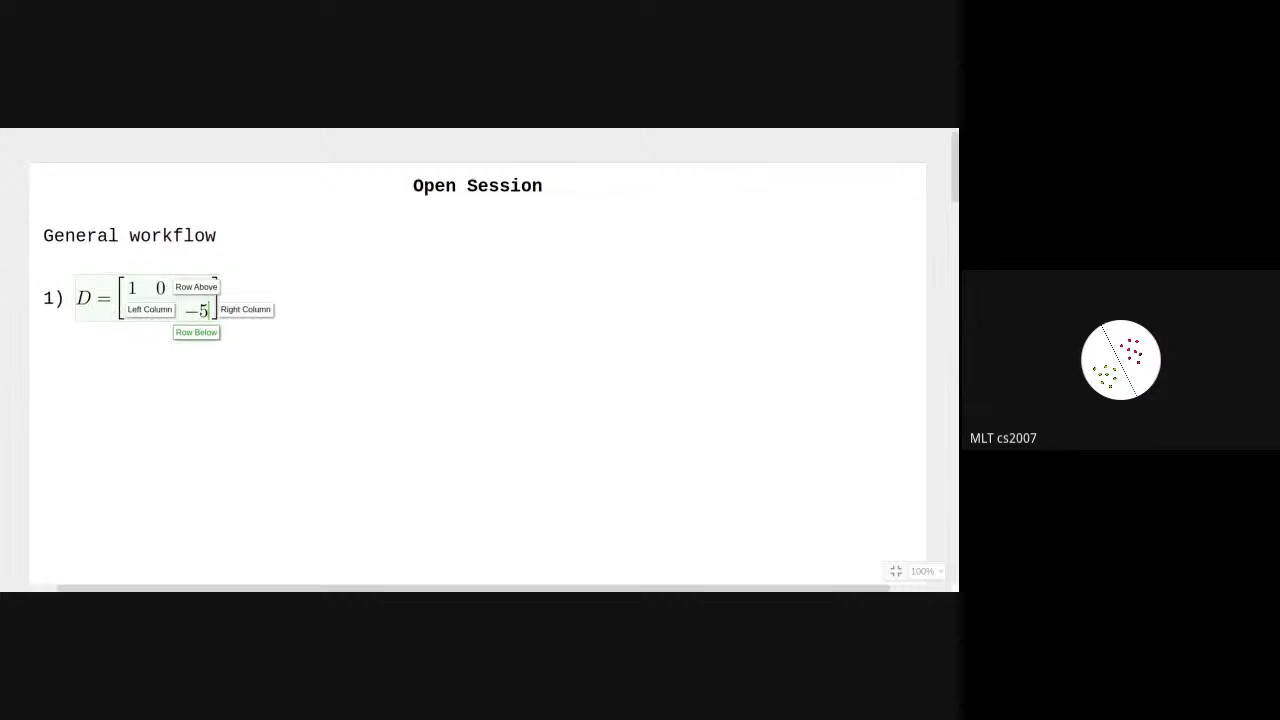 Open Session
General workflow
1) D = [ 1 0
Row Above
Left Column
−5 ]
Right Column
Row Below
MLT cs2007
100%